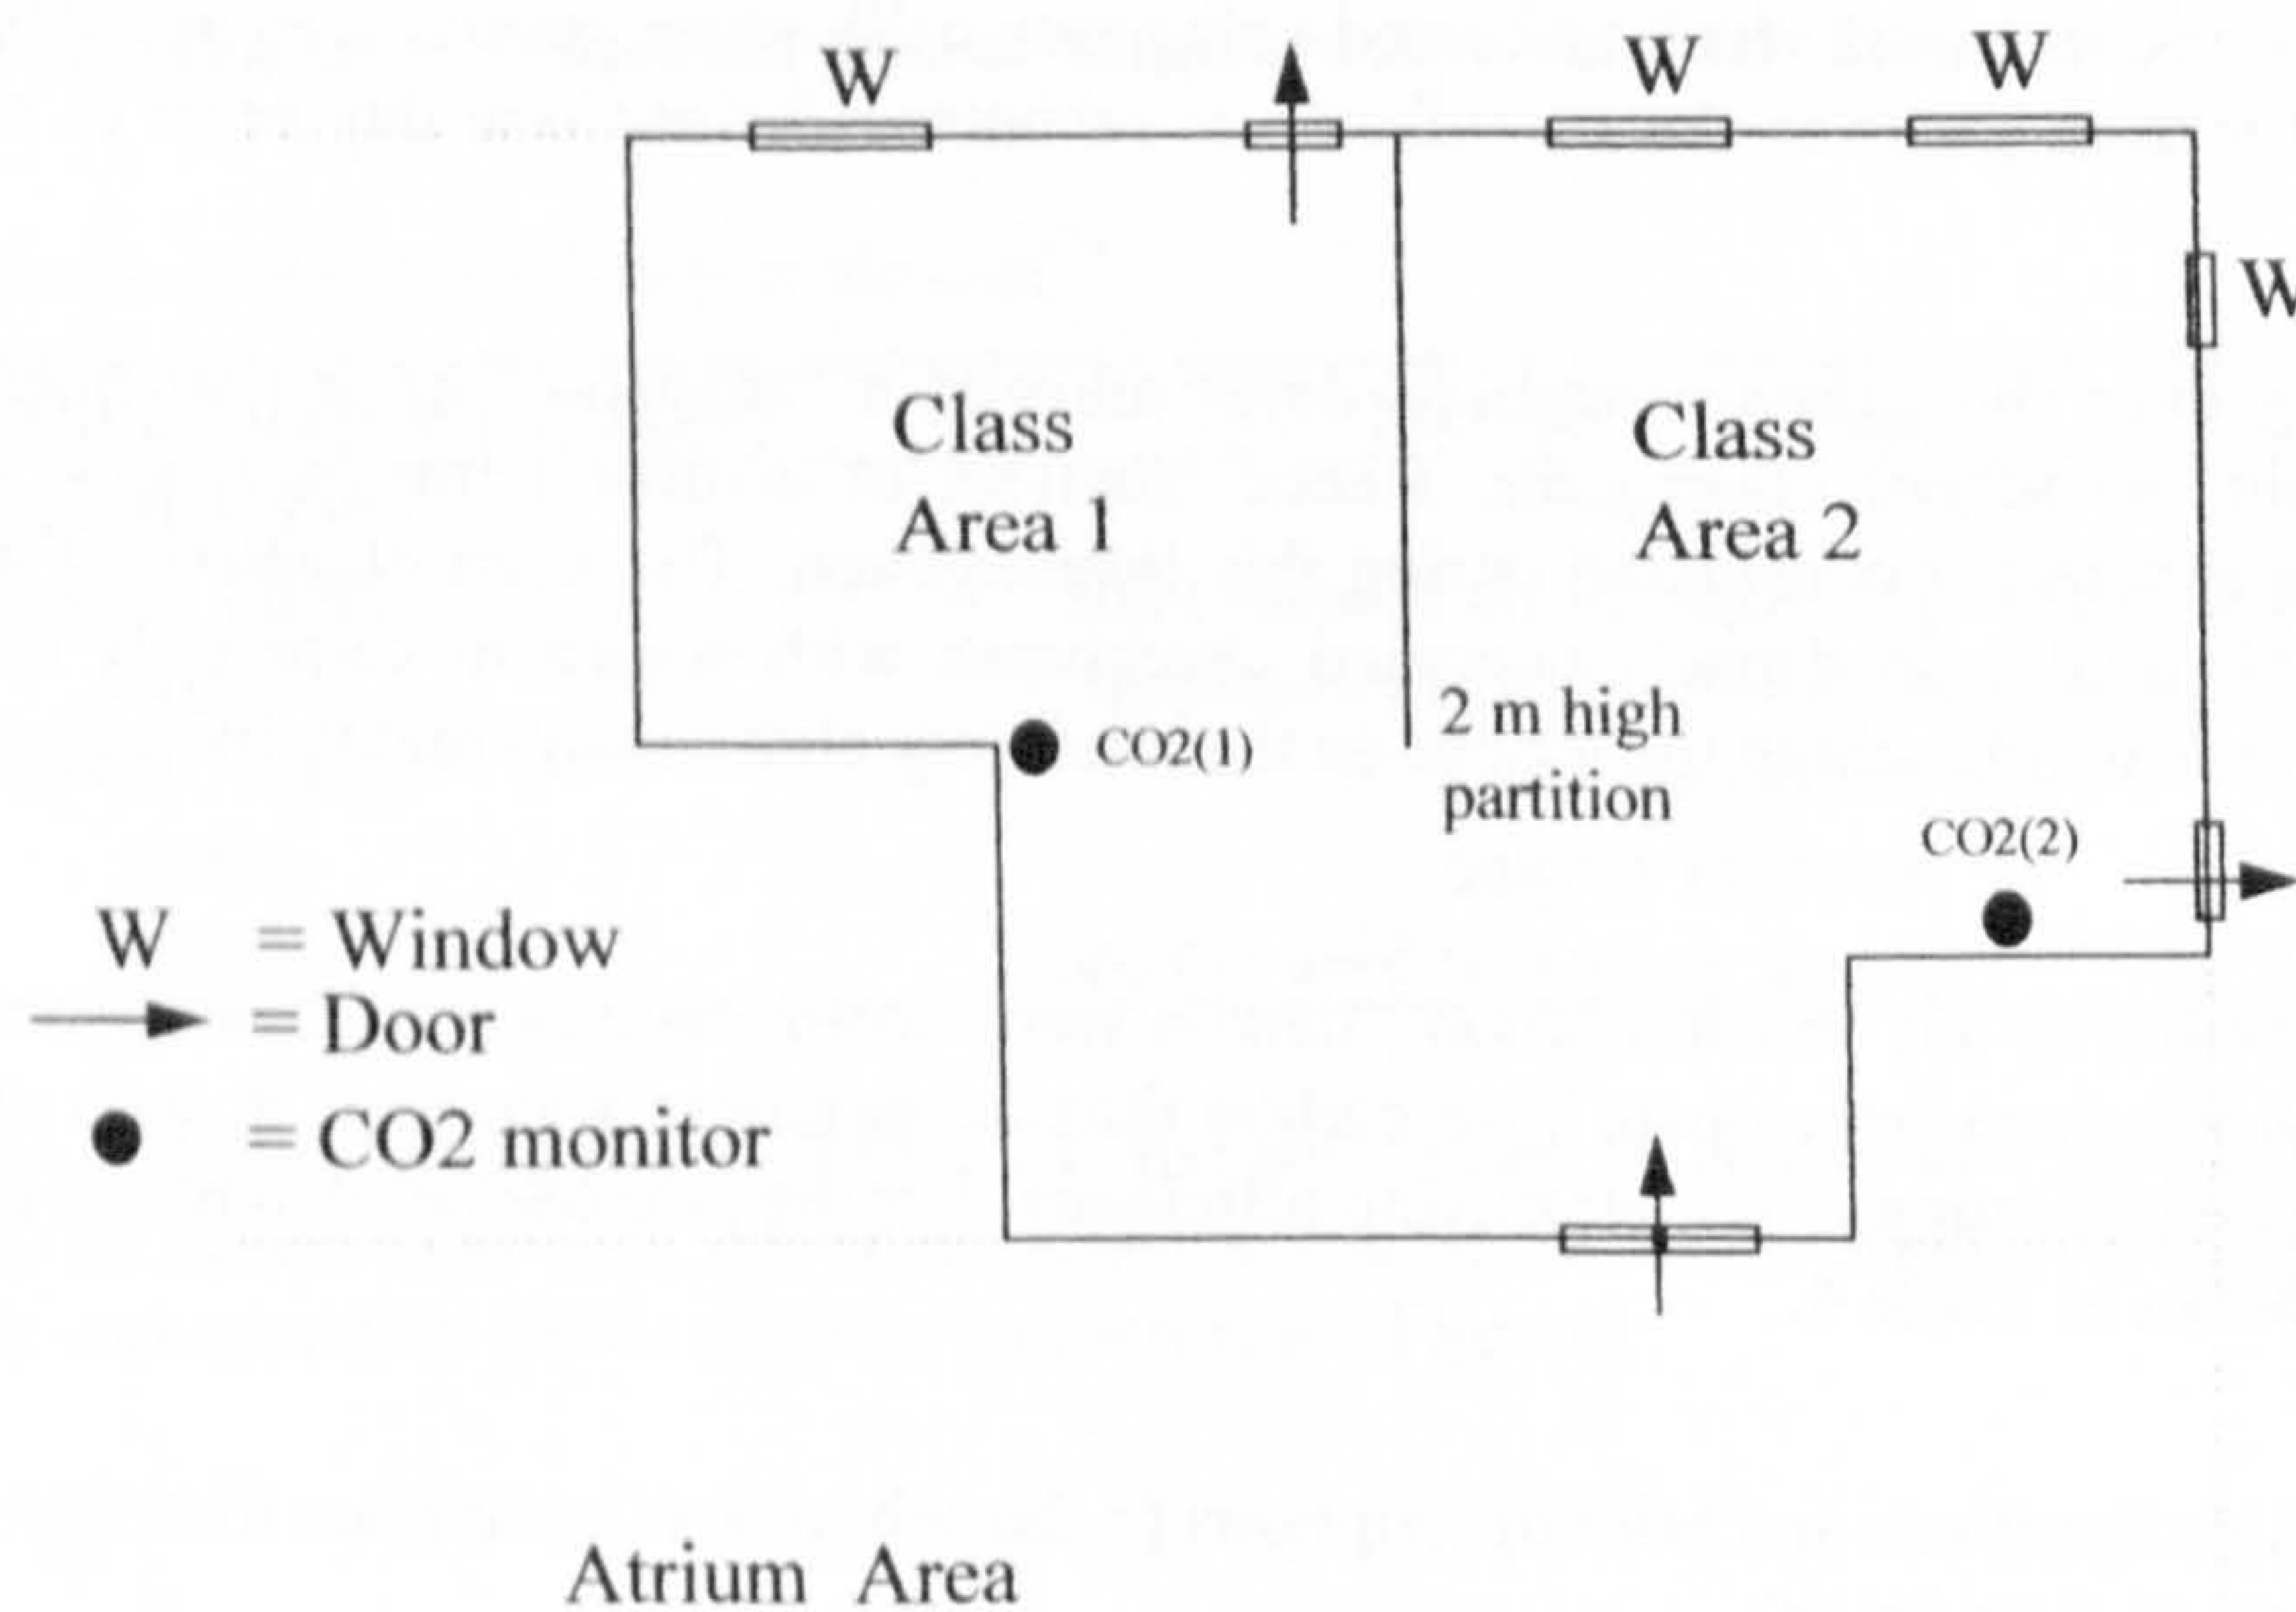 W
W
W
W
Class
Area 1
Class
Area 2
2 m high
partition
CO2(1)
CO2(2)
W = Window
= Door
= CO2 monitor
Atrium Area